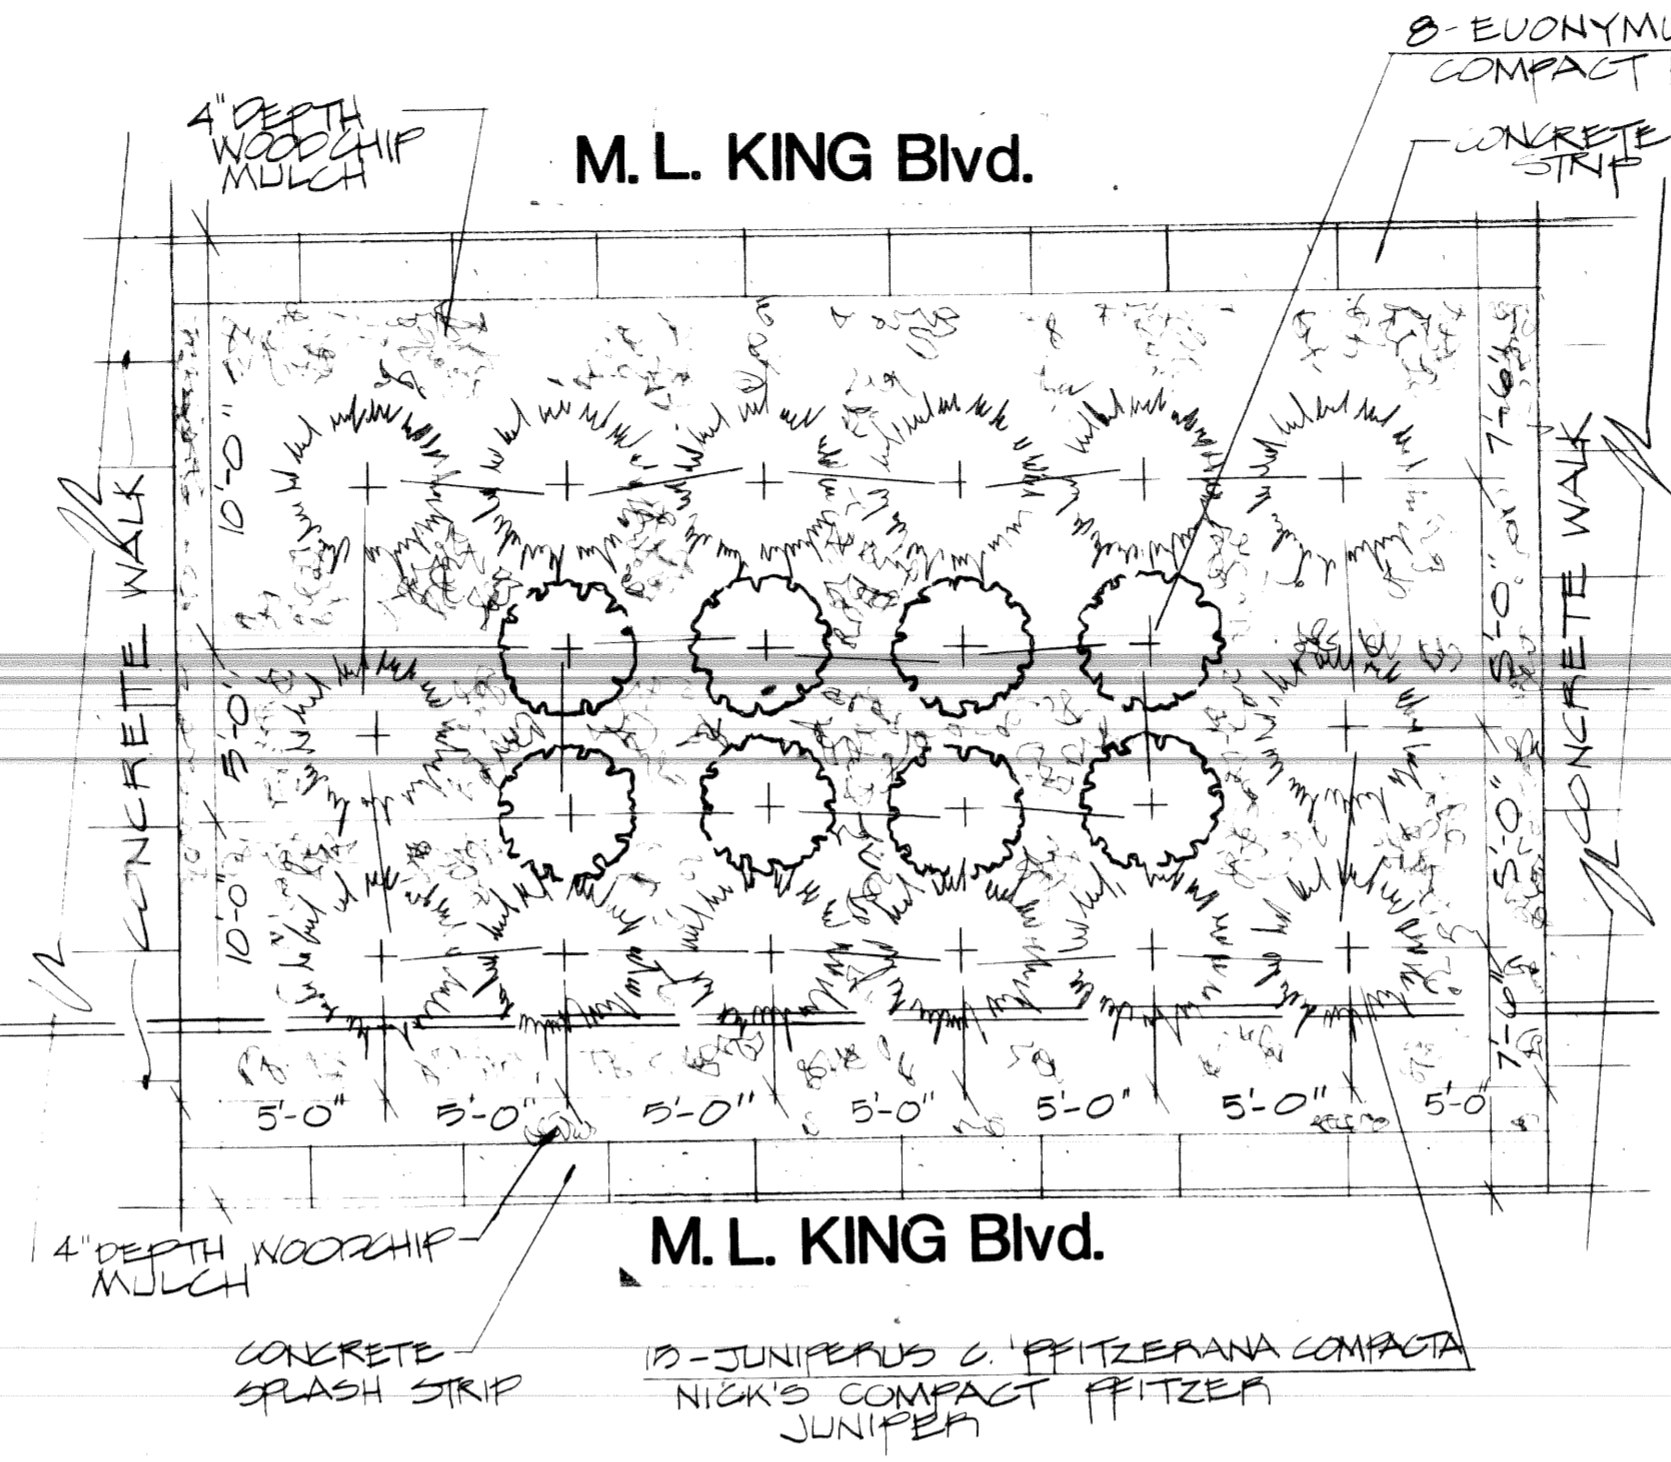 8-EUONYMU
COMPACT
4" DEPTH
WOODCHIP
MULCH
M. L. KING Blvd.
CONCRETE
STRIP
10'-0"
7'-6"
CONCRETE WALK
5'-0"
5'-0"
CONCRETE WALK
5'-0"
10'-0"
7'-6"
5'-0" 5'-0" 5'-0" 5'-0" 5'-0" 5'-0" 5'-0
4" DEPTH WOODCHIP
MULCH
M. L. KING Blvd.
CONCRETE
SPLASH STRIP
15-JUNIPERUS C. 'PFITZERANA COMPACTA
NICK'S COMPACT PFITZER
JUNIPER